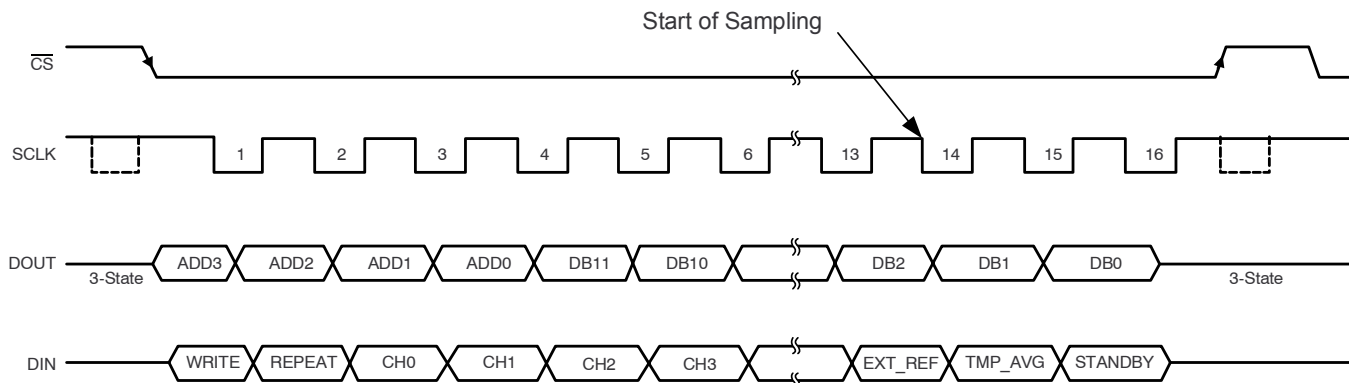 Start of Sampling
CS
SCLK 1 2 3 4 5 6 13 14 15 16
DOUT ADD3 ADD2 ADD1 ADD0 DB11 DB10 DB2 DB1 DB0
3-State 3-State
DIN WRITE REPEAT CH0 CH1 CH2 CH3 EXT_REF TMP_AVG STANDBY